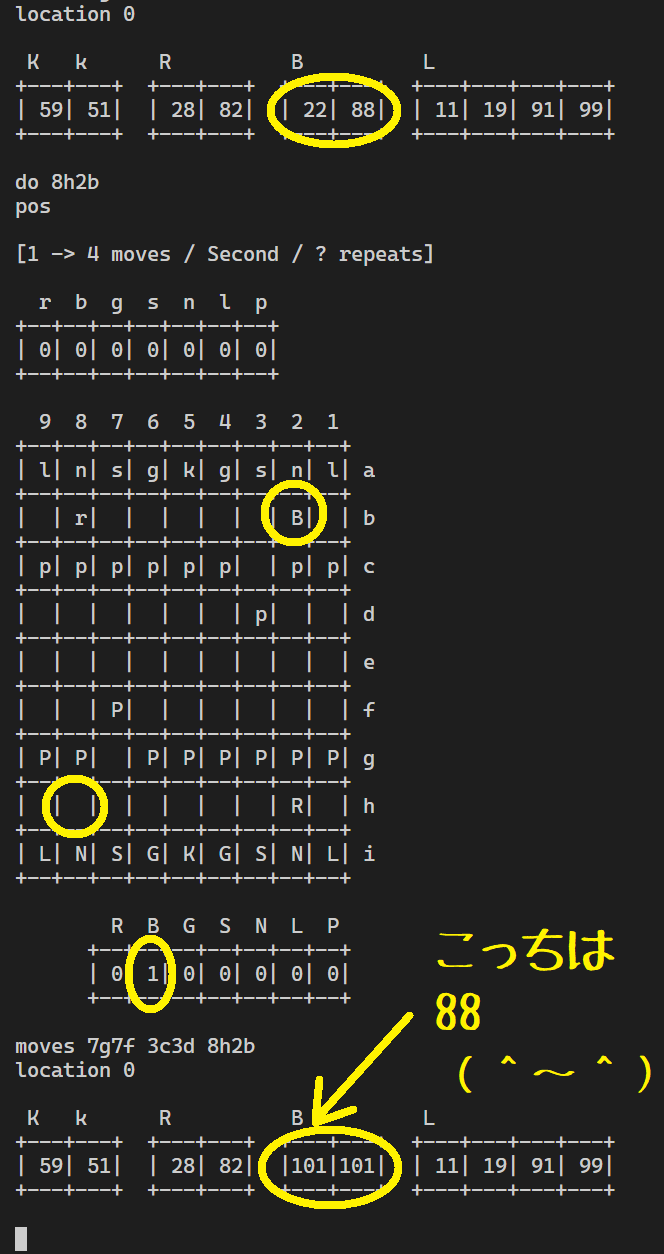 location 0
K k R B L
+---+---+ +---+---+ +---+---+ +---+---+---+---+
| 59| 51| | 28| 82| | 22| 88| | 11| 19| 91| 99|
+---+---+ +---+---+ +---+---+ +---+---+---+---+
do 8h2b
pos
[1 -> 4 moves / Second / ? repeats]
r b g s n l p
+--+--+--+--+--+--+--+
| 0| 0| 0| 0| 0| 0| 0|
+--+--+--+--+--+--+--+
9 8 7 6 5 4 3 2 1
+--+--+--+--+--+--+--+--+--+
| l| n| s| g| k| g| s| n| l| a
+--+--+--+--+--+--+--+--+--+
| | r| | | | | | B| | b
+--+--+--+--+--+--+--+--+--+
| p| p| p| p| p| p| | p| p| c
+--+--+--+--+--+--+--+--+--+
| | | | | | | p| | | d
+--+--+--+--+--+--+--+--+--+
| | | | | | | | | | e
+--+--+--+--+--+--+--+--+--+
| | | P| | | | | | | f
+--+--+--+--+--+--+--+--+--+
| P| P| | P| P| P| P| P| P| g
+--+--+--+--+--+--+--+--+--+
| | | | | | | | R| | h
+--+--+--+--+--+--+--+--+--+
| L| N| S| G| K| G| S| N| L| i
+--+--+--+--+--+--+--+--+--+
R B G S N L P
+--+--+--+--+--+--+--+
| 0| 1| 0| 0| 0| 0| 0|
+--+--+--+--+--+--+--+
こっちは
88
( ^ ~ ^ )
moves 7g7f 3c3d 8h2b
location 0
K k R B L
+---+---+ +---+---+ +---+---+ +---+---+---+---+
| 59| 51| | 28| 82| |101|101| | 11| 19| 91| 99|
+---+---+ +---+---+ +---+---+ +---+---+---+---+